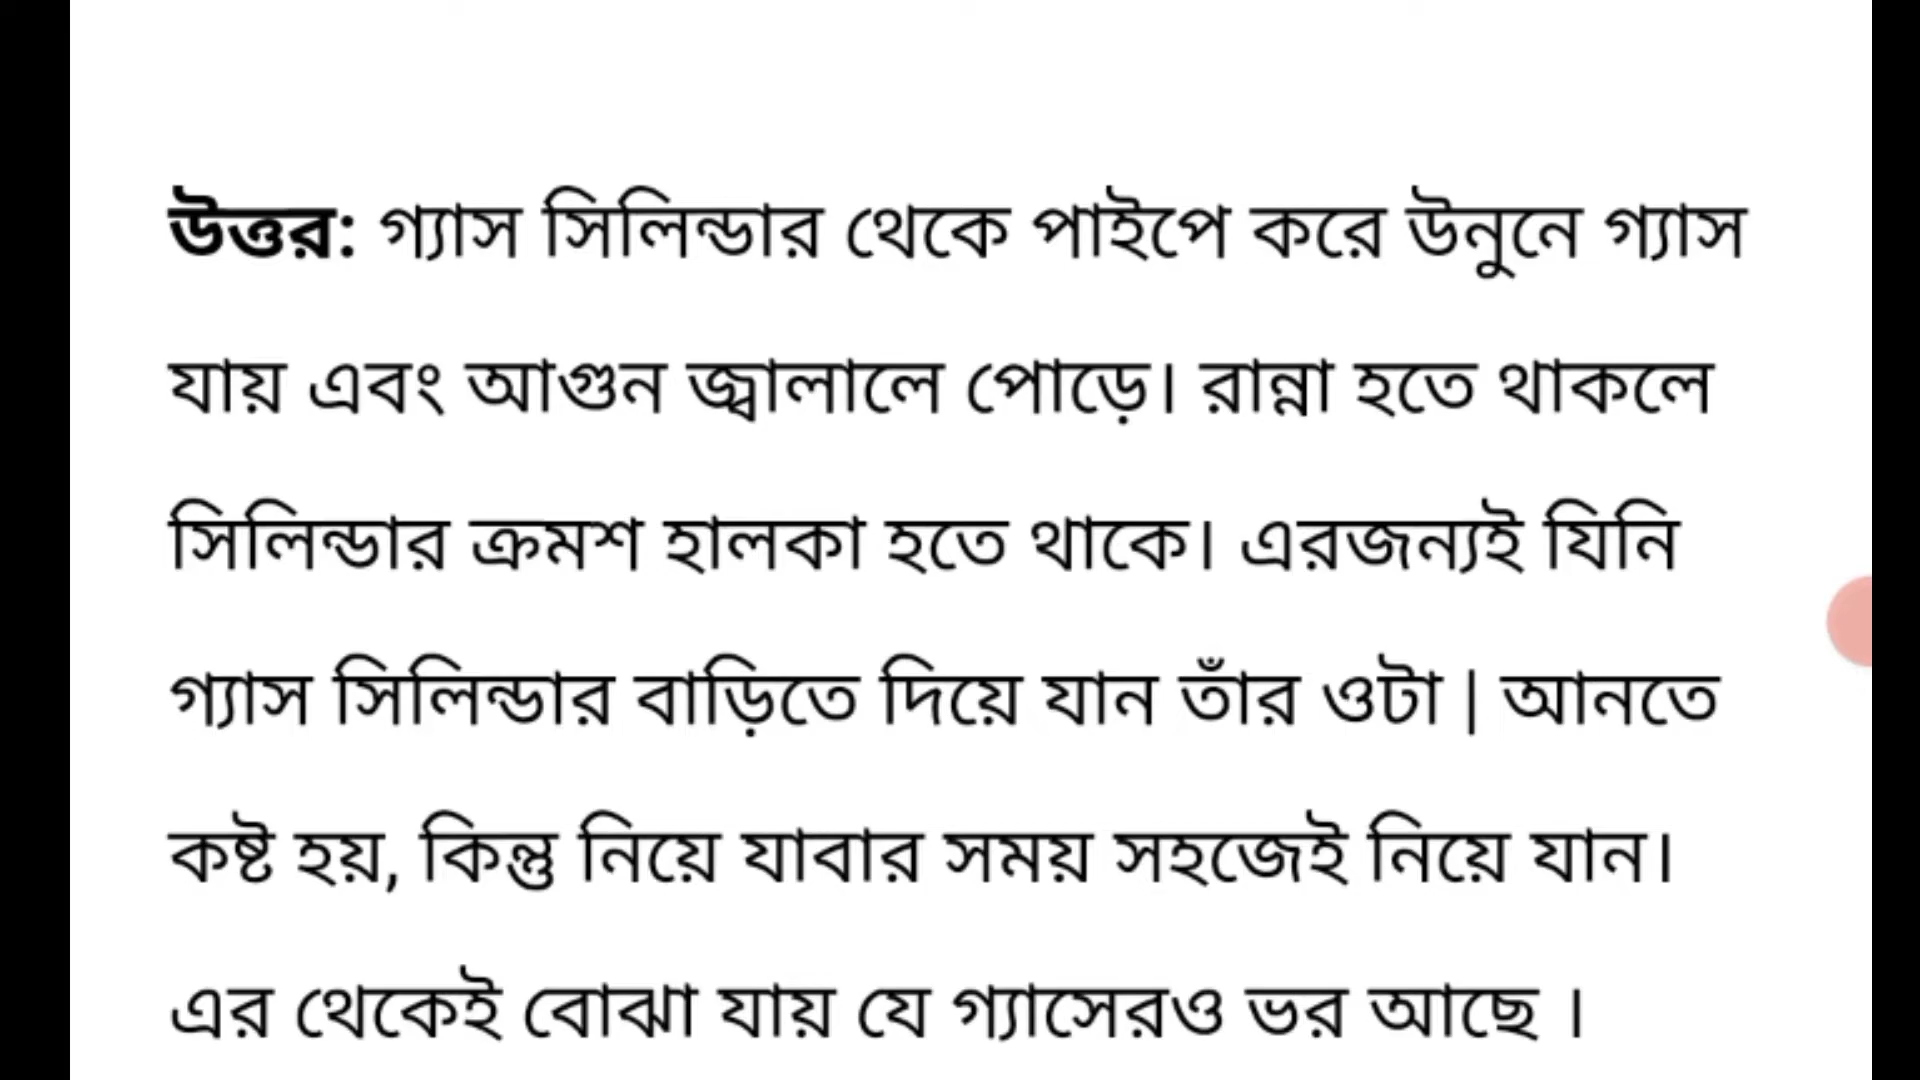 উত্তর: গ্যাস সিলিন্ডার থেকে পাইপে করে উনুনে গ্যাস
যায় এবং আগুন জ্বালালে পোড়ে। রান্না হতে থাকলে
সিলিন্ডার ক্রমশ হালকা হতে থাকে। এরজন্যই যিনি
গ্যাস সিলিন্ডার বাড়িতে দিয়ে যান তাঁর ওটা | আনতে
কষ্ট হয়, কিন্তু নিয়ে যাবার সময় সহজেই নিয়ে যান।
এর থেকেই বোঝা যায় যে গ্যাসেরও ভর আছে ।